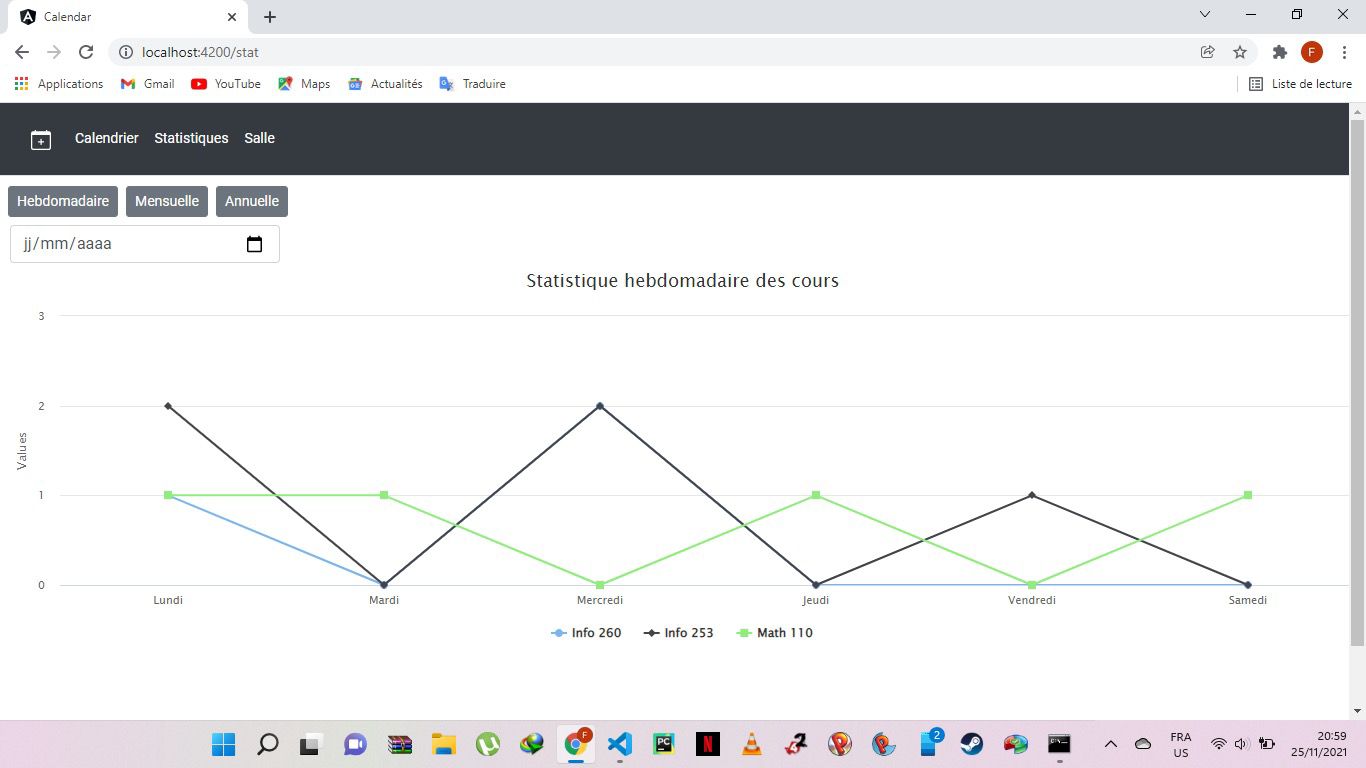 Calendar
localhost:4200/stat
F
Applications Gmail YouTube Maps Actualités Traduire Liste de lecture
Calendrier Statistiques Salle
Hebdomadaire Mensuelle Annuelle
jj/mm/aaaa
Statistique hebdomadaire des cours
3
2
1
0
Values
Lundi Mardi Mercredi Jeudi Vendredi Samedi
Info 260 Info 253 Math 110
F
PC
N
2
FRA
US
20:59
25/11/2021